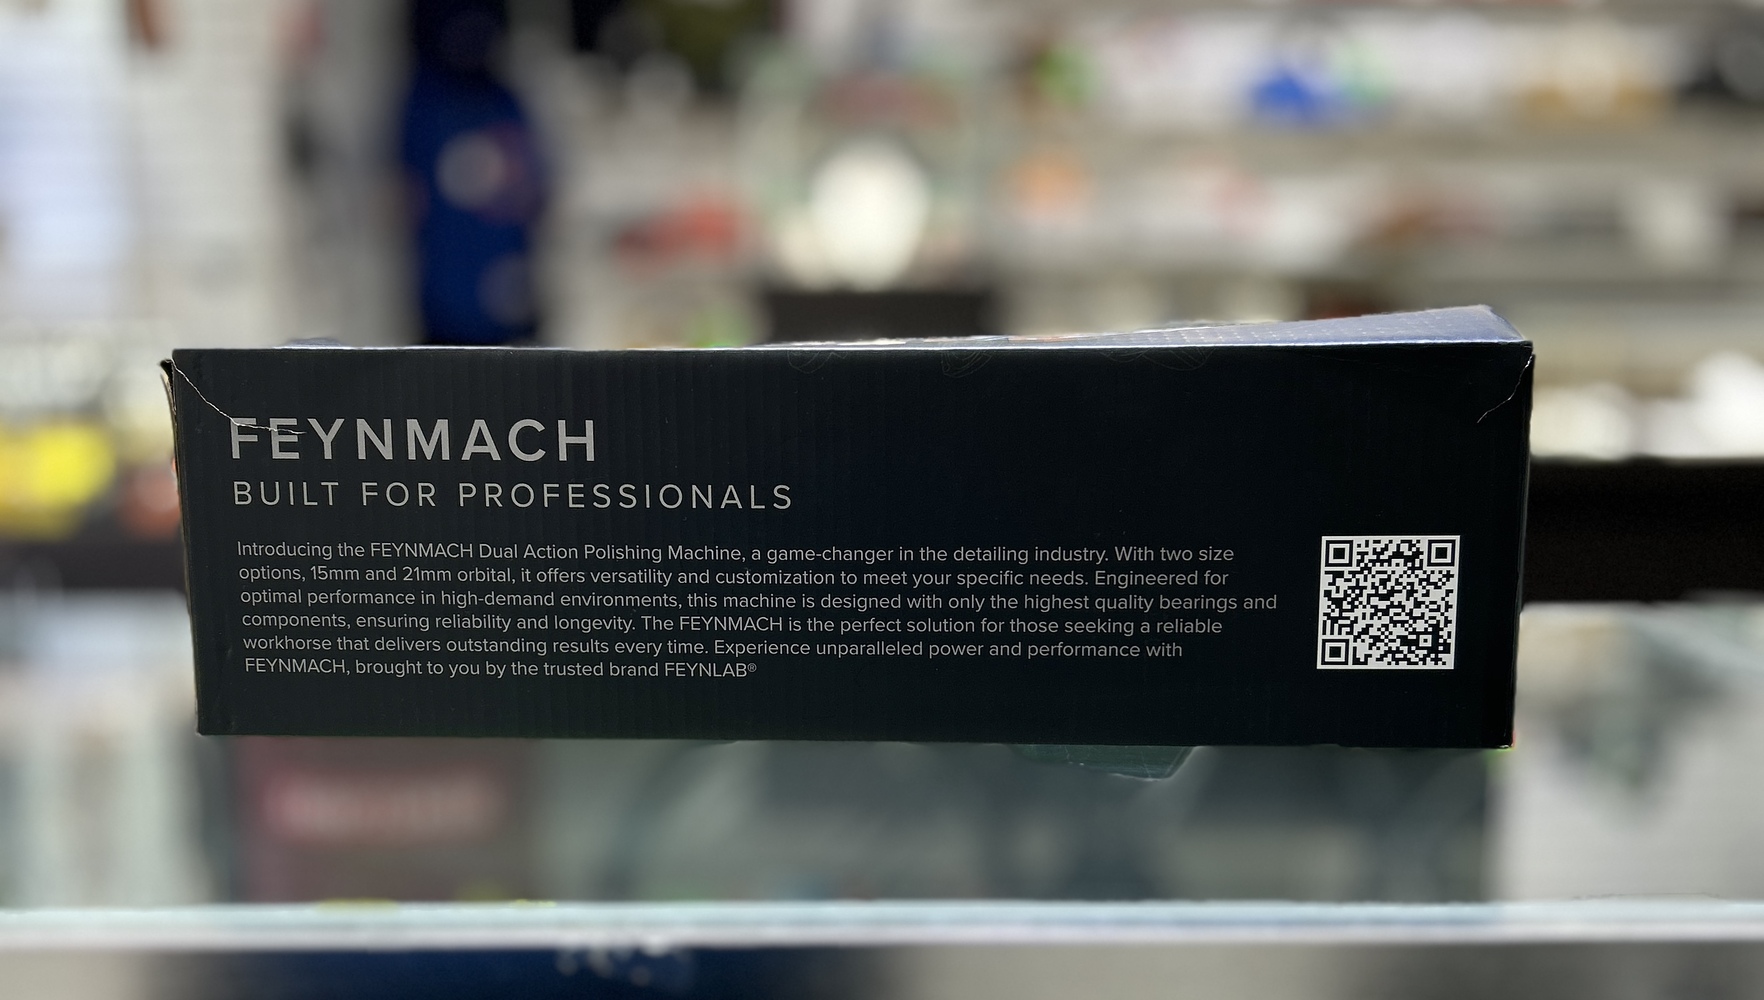 FEYNMACH
BUILT FOR PROFESSIONALS
Introducing the FEYNMACH Dual Action Polishing Machine, a game-changer in the detailing industry. With two size
options, 15mm and 21mm orbital, it offers versatility and customization to meet your specific needs. Engineered for
optimal performance in high-demand environments, this machine is designed with only the highest quality bearings and
components, ensuring reliability and longevity. The FEYNMACH is the perfect solution for those seeking a reliable
workhorse that delivers outstanding results every time. Experience unparalleled power and performance with
FEYNMACH, brought to you by the trusted brand FEYNLAB®